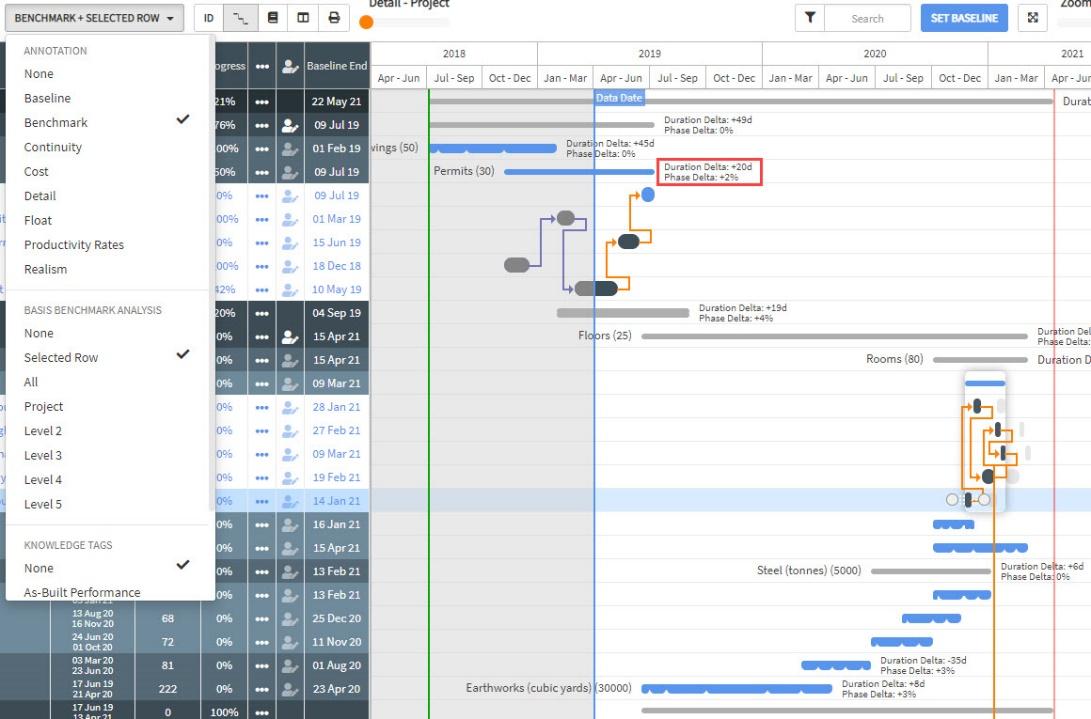 BENCHMARK + SELECTED ROW
ID
Detail - Project
Search
SET BASELINE
Zoom
ANNOTATION
None
Baseline
Benchmark
Continuity
Cost
Detail
Float
Productivity Rates
Realism
BASIS BENCHMARK ANALYSIS
None
Selected Row
All
Project
Level 2
Level 3
Level 4
Level 5
KNOWLEDGE TAGS
None
As-Built Performance
ogress ••• Baseline End
2018 2019 2020 2021
Apr - Jun Jul - Sep Oct - Dec Jan - Mar Apr - Jun Jul - Sep Oct - Dec Jan - Mar Apr - Jun Jul - Sep Oct - Dec Jan - Mar Apr - Jun
21% ••• 22 May 21 Data Date Durat
76% ••• 09 Jul 19 Duration Delta: +49d
Phase Delta: 0%
00% ••• 01 Feb 19 vings (50) Duration Delta: +45d
Phase Delta: 0%
50% ••• 09 Jul 19 Permits (30) Duration Delta: +20d
Phase Delta: +2%
0% ••• 09 Jul 19
00% ••• 01 Mar 19
0% ••• 15 Jun 19
00% ••• 18 Dec 18
42% ••• 10 May 19
20% ••• 04 Sep 19 Duration Delta: +19d
Phase Delta: +4%
0% ••• 15 Apr 21 Floors (25) Duration Del
Phase Delta:
0% ••• 15 Apr 21 Rooms (80) Duration D
0% ••• 09 Mar 21
0% ••• 28 Jan 21
0% ••• 27 Feb 21
0% ••• 09 Mar 21
0% ••• 19 Feb 21
0% ••• 14 Jan 21
0% ••• 16 Jan 21
0% ••• 15 Apr 21
0% ••• 13 Feb 21 Steel (tonnes) (5000) Duration Delta: +6d
Phase Delta: 0%
0% ••• 13 Feb 21
13 Aug 20
16 Nov 20 68 0% ••• 25 Dec 20
24 Jun 20
01 Oct 20 72 0% ••• 11 Nov 20
03 Mar 20
23 Jun 20 81 0% ••• 01 Aug 20 Duration Delta: -35d
Phase Delta: +3%
17 Jun 19
21 Apr 20 222 0% ••• 23 Apr 20 Earthworks (cubic yards) (30000) Duration Delta: +8d
Phase Delta: +3%
17 Jun 19
13 Apr 21 0 100% •••